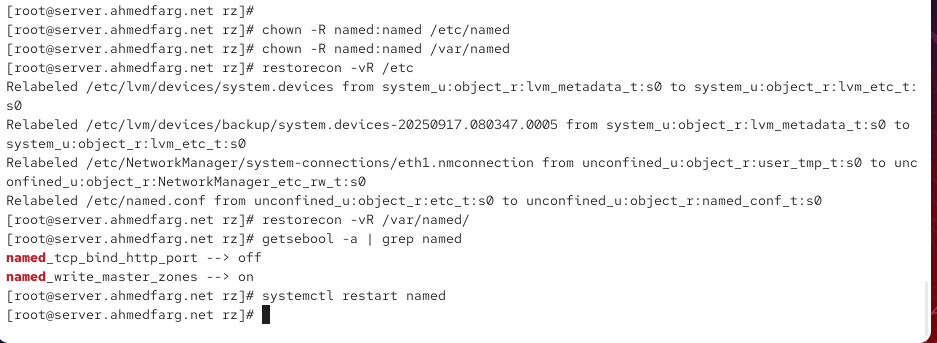 [root@server.ahmedfarg.net rz]#
[root@server.ahmedfarg.net rz]# chown -R named:named /etc/named
[root@server.ahmedfarg.net rz]# chown -R named:named /var/named
[root@server.ahmedfarg.net rz]# restorecon -vR /etc
Relabeled /etc/lvm/devices/system.devices from system_u:object_r:lvm_metadata_t:s0 to system_u:object_r:lvm_etc_t:
s0
Relabeled /etc/lvm/devices/backup/system.devices-20250917.080347.0005 from system_u:object_r:lvm_metadata_t:s0 to
system_u:object_r:lvm_etc_t:s0
Relabeled /etc/NetworkManager/system-connections/eth1.nmconnection from unconfined_u:object_r:user_tmp_t:s0 to unc
onfined_u:object_r:NetworkManager_etc_rw_t:s0
Relabeled /etc/named.conf from unconfined_u:object_r:etc_t:s0 to unconfined_u:object_r:named_conf_t:s0
[root@server.ahmedfarg.net rz]# restorecon -vR /var/named/
[root@server.ahmedfarg.net rz]# getsebool -a | grep named
named_tcp_bind_http_port --> off
named_write_master_zones --> on
[root@server.ahmedfarg.net rz]# systemctl restart named
[root@server.ahmedfarg.net rz]#